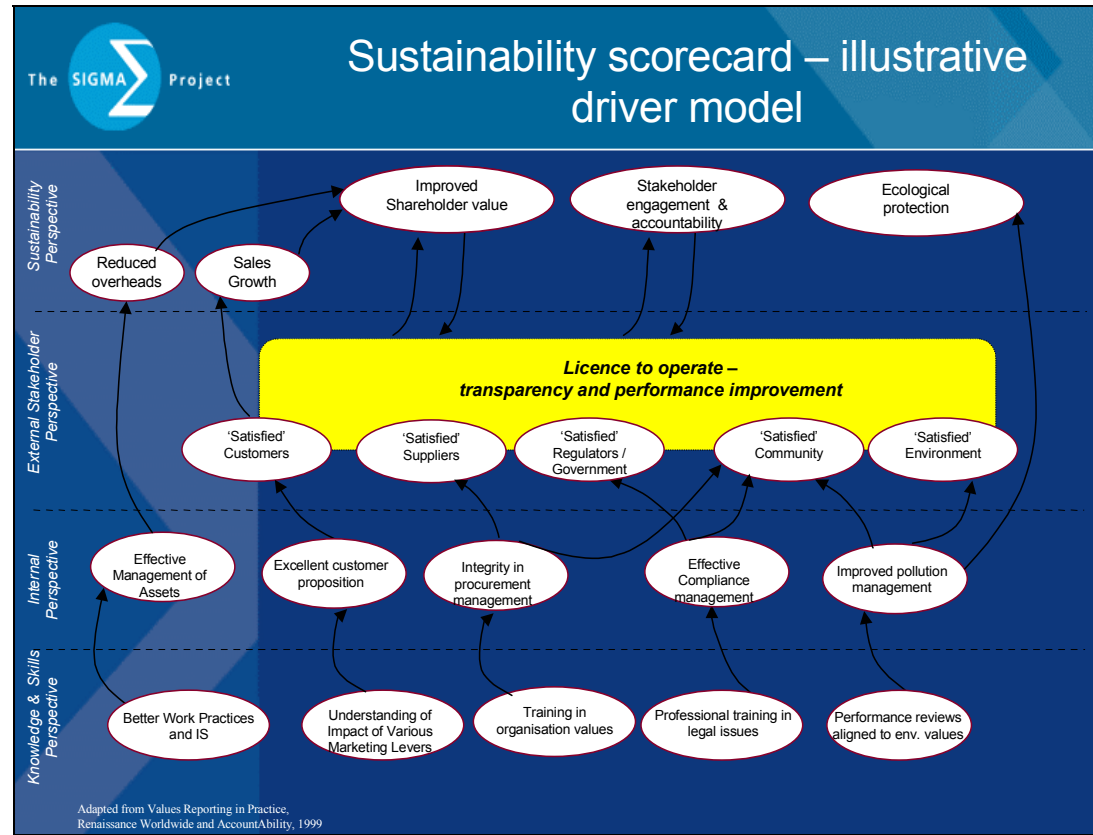 The SIGMA Project
Sustainability scorecard – illustrative
driver model
Sustainability
Perspective
Improved
Shareholder value
Stakeholder
engagement &
accountability
Ecological
protection
Reduced
overheads
Sales
Growth
External Stakeholder
Perspective
Licence to operate –
transparency and performance improvement
‘Satisfied’
Customers
‘Satisfied’
Suppliers
‘Satisfied’
Regulators /
Government
‘Satisfied’
Community
‘Satisfied’
Environment
Internal
Perspective
Effective
Management of
Assets
Excellent customer
proposition
Integrity in
procurement
management
Effective
Compliance
management
Improved pollution
management
Knowledge & Skills
Perspective
Better Work Practices
and IS
Understanding of
Impact of Various
Marketing Levers
Training in
organisation values
Professional training in
legal issues
Performance reviews
aligned to env. values
Adapted from Values Reporting in Practice,
Renaissance Worldwide and AccountAbility, 1999